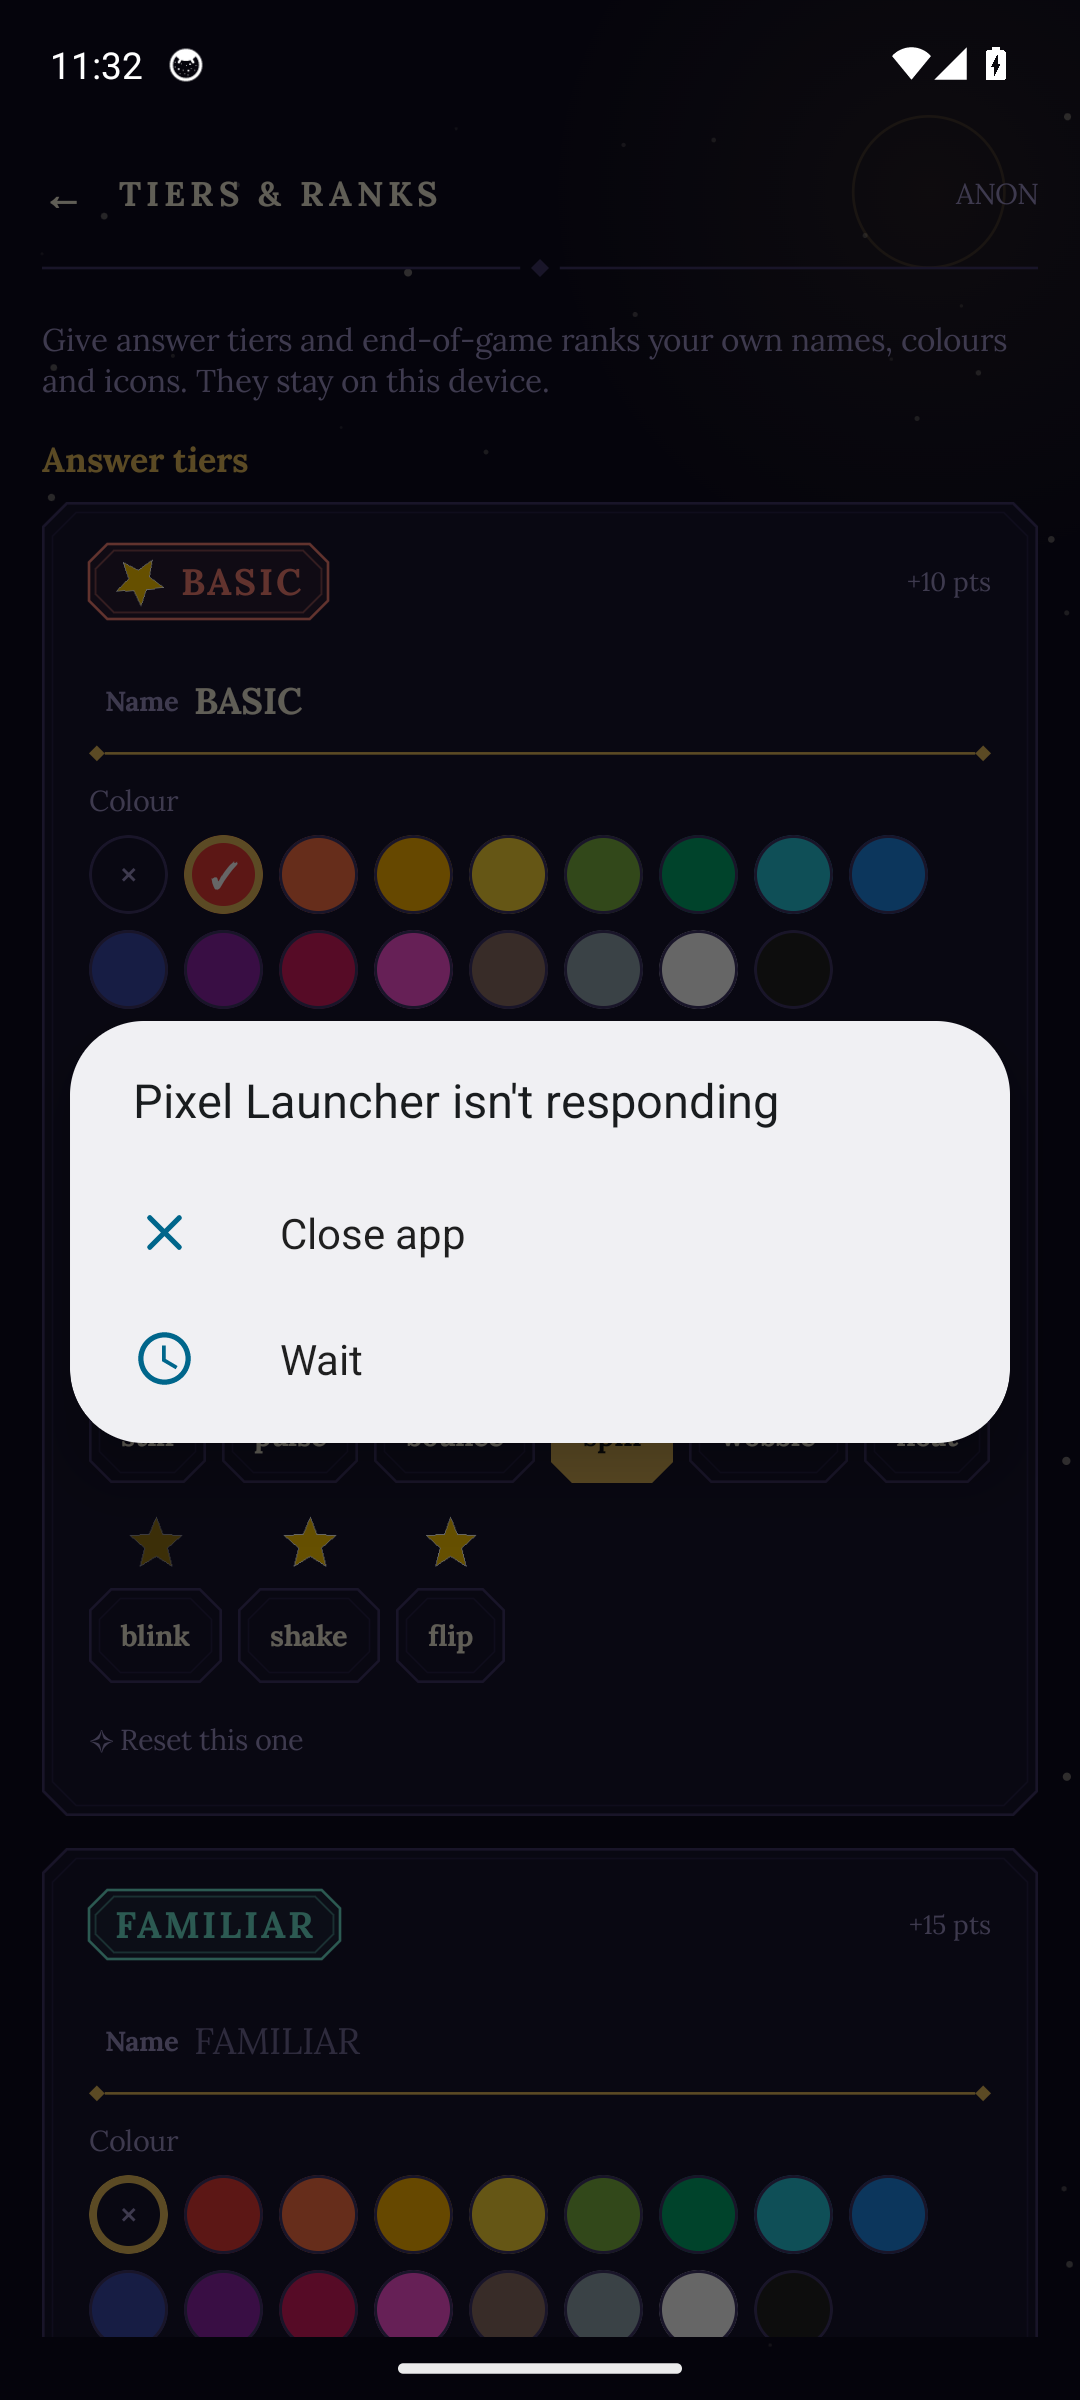 11:32
← TIERS & RANKS
ANON
Give answer tiers and end-of-game ranks your own names, colours
and icons. They stay on this device.
Answer tiers
BASIC
+10 pts
Name BASIC
Colour
×
✓
Pixel Launcher isn't responding
Close app
Wait
blink shake flip
✧ Reset this one
FAMILIAR
+15 pts
Name FAMILIAR
Colour
×